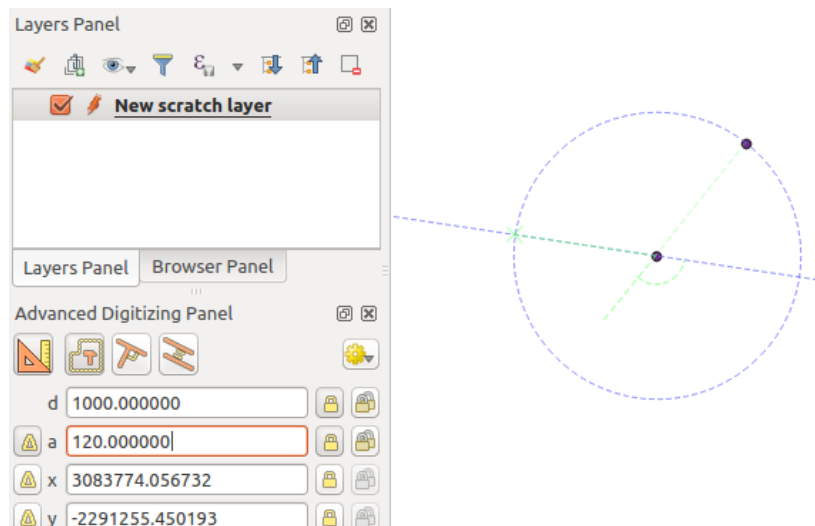 Layers Panel
New scratch layer
Layers Panel Browser Panel
Advanced Digitizing Panel
d 1000.000000
a 120.000000
x 3083774.056732
y -2291255.450193